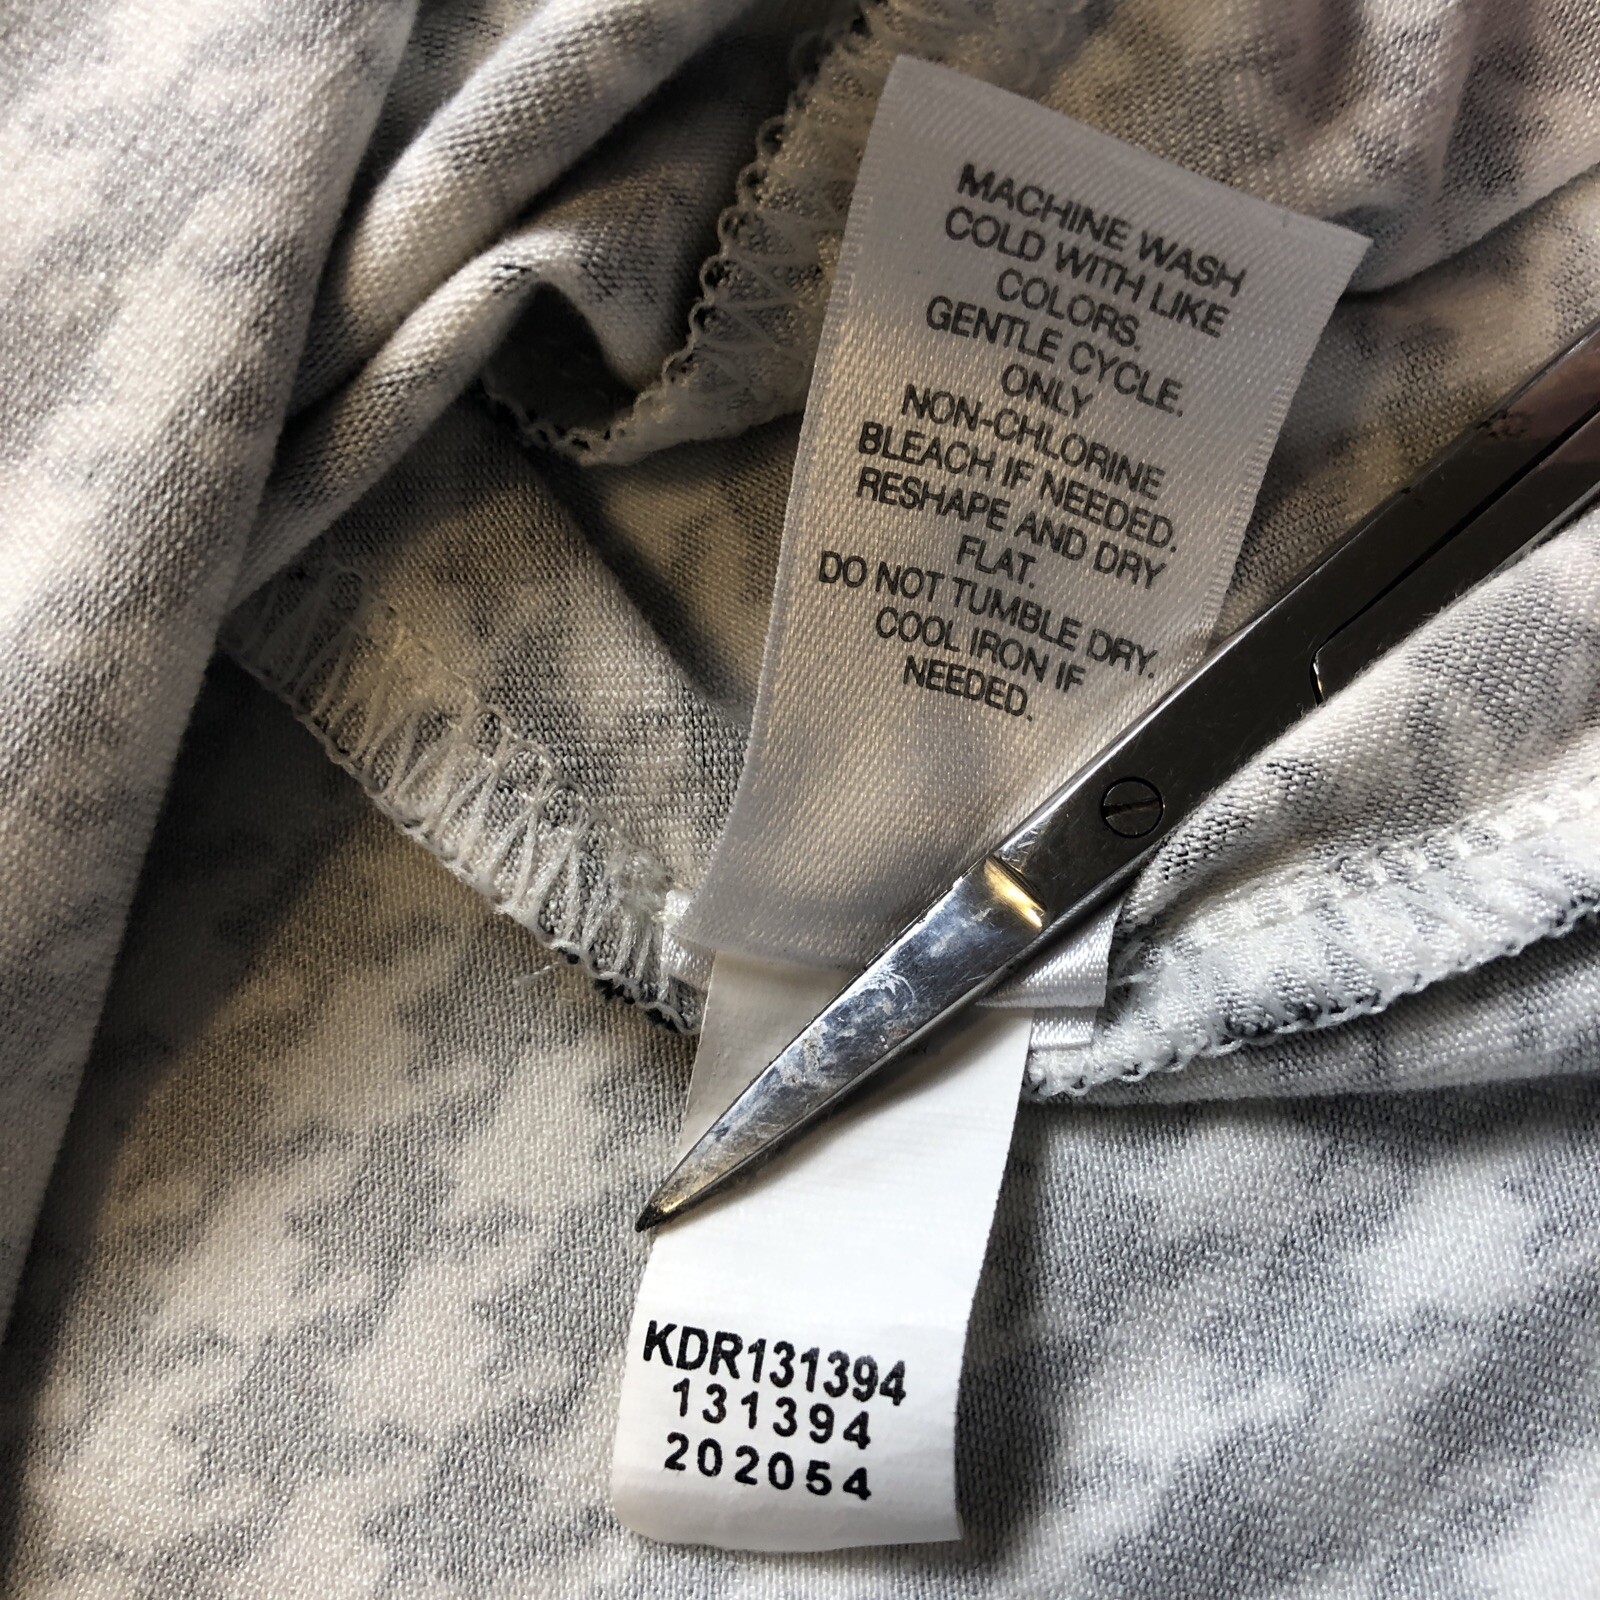 MACHINE WASH
COLD WITH LIKE
COLORS.
GENTLE CYCLE.
ONLY
NON-CHLORINE
BLEACH IF NEEDED.
RESHAPE AND DRY
FLAT.
DO NOT TUMBLE DRY.
COOL IRON IF
NEEDED.
KDR131394
131394
202054